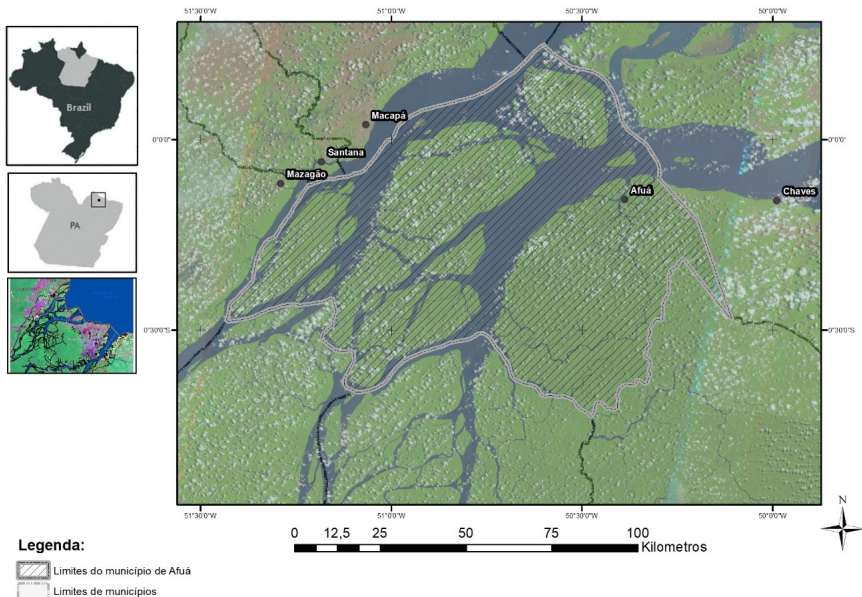 51°30'0"W 51°0'0"W 50°30'0"W 50°0'0"W
Brazil
PA
Macapá
Santana
Mazagão
Afuá
Chaves
0°0'0" 0°0'0"
0°30'0"S 0°30'0"S
51°30'0"W 51°0'0"W 50°30'0"W 50°0'0"W
N
0 12,5 25 50 75 100
Kilometros
Legenda:
Limites do município de Afuá
Limites de municípios